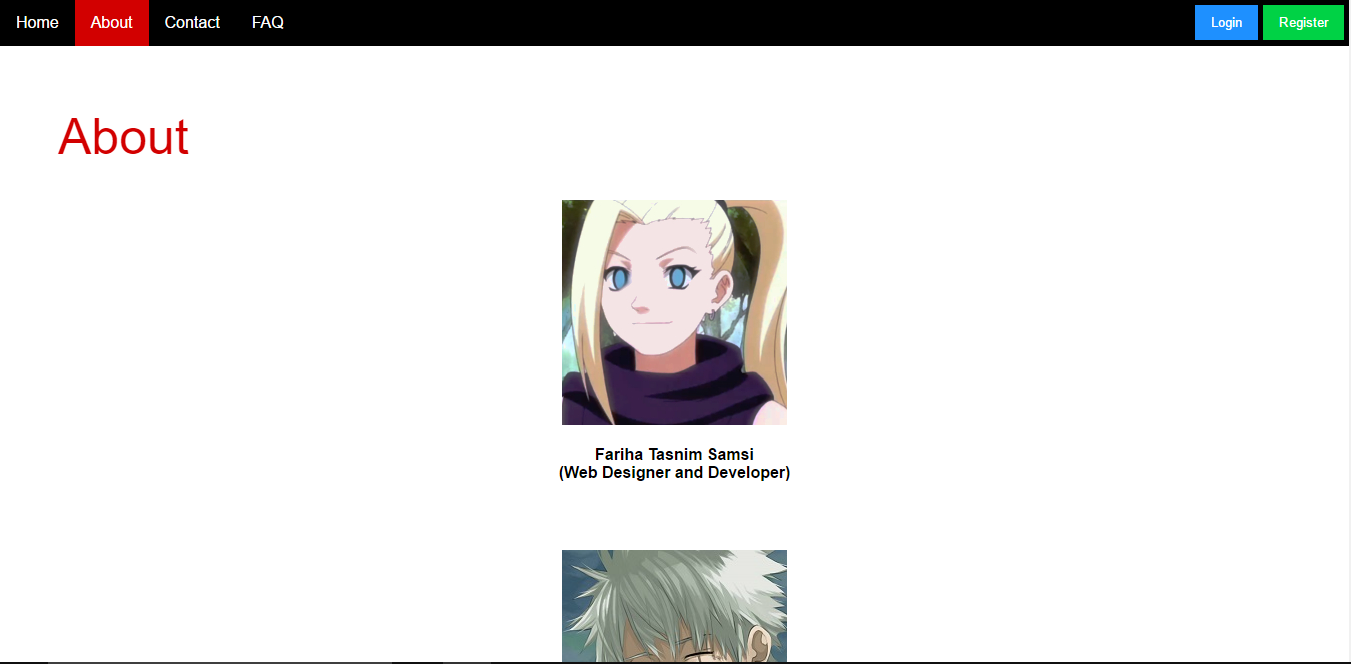 Home About Contact FAQ Login Register
About
Fariha Tasnim Samsi
(Web Designer and Developer)